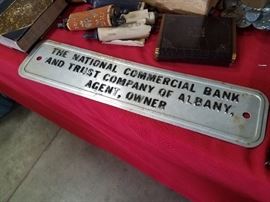 THE NATIONAL COMMERCIAL BANK
AND TRUST COMPANY OF ALBANY,
AGENT, OWNER